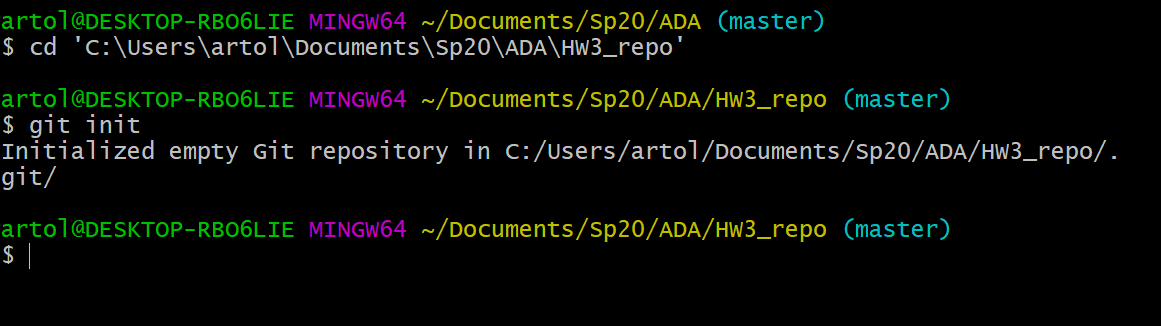 artol@DESKTOP-RBO6LIE MINGW64 ~/Documents/Sp20/ADA (master)
$ cd 'C:\Users\artol\Documents\Sp20\ADA\HW3_repo'
artol@DESKTOP-RBO6LIE MINGW64 ~/Documents/Sp20/ADA/HW3_repo (master)
$ git init
Initialized empty Git repository in C:/Users/artol/Documents/Sp20/ADA/HW3_repo/.
git/
artol@DESKTOP-RBO6LIE MINGW64 ~/Documents/Sp20/ADA/HW3_repo (master)
$